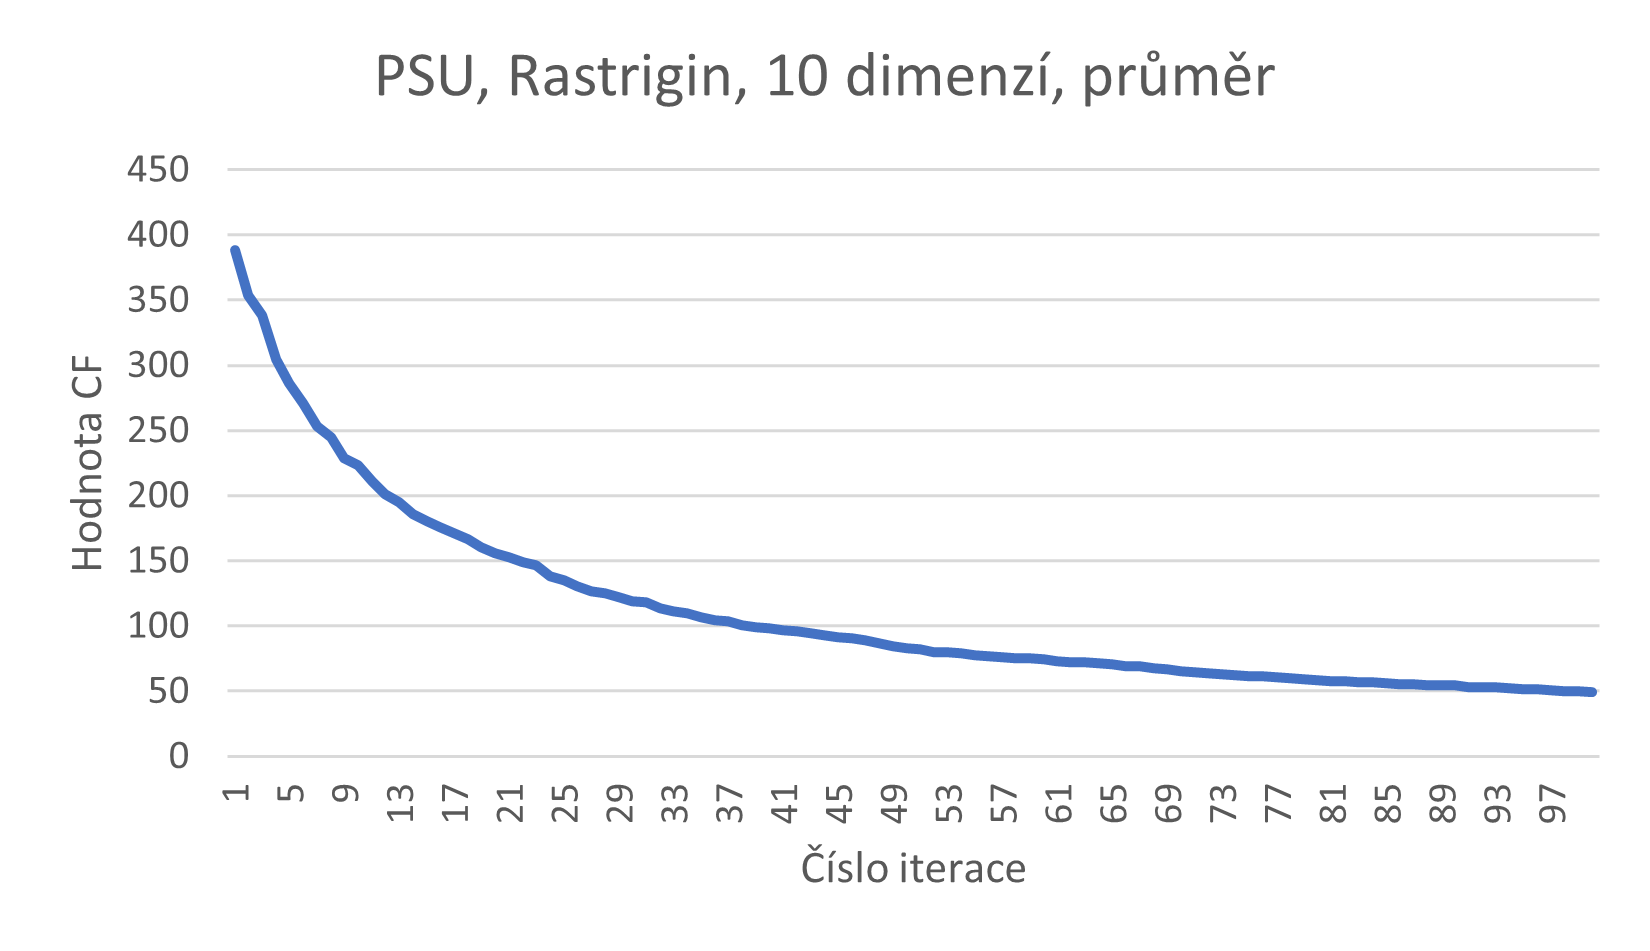 PSU, Rastrigin, 10 dimenzí, průměr
450
400
350
300
250
200
150
100
50
0
Hodnota CF
1 5 9 13 17 21 25 29 33 37 41 45 49 53 57 61 65 69 73 77 81 85 89 93 97
Číslo iterace